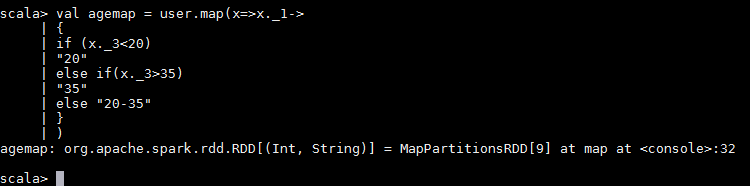 scala> val agemap = user.map(x=>x._1->
| {
| if (x._3<20)
| "20"
| else if(x._3>35)
| "35"
| else "20-35"
| }
| )
agemap: org.apache.spark.rdd.RDD[(Int, String)] = MapPartitionsRDD[9] at map at <console>:32
scala>